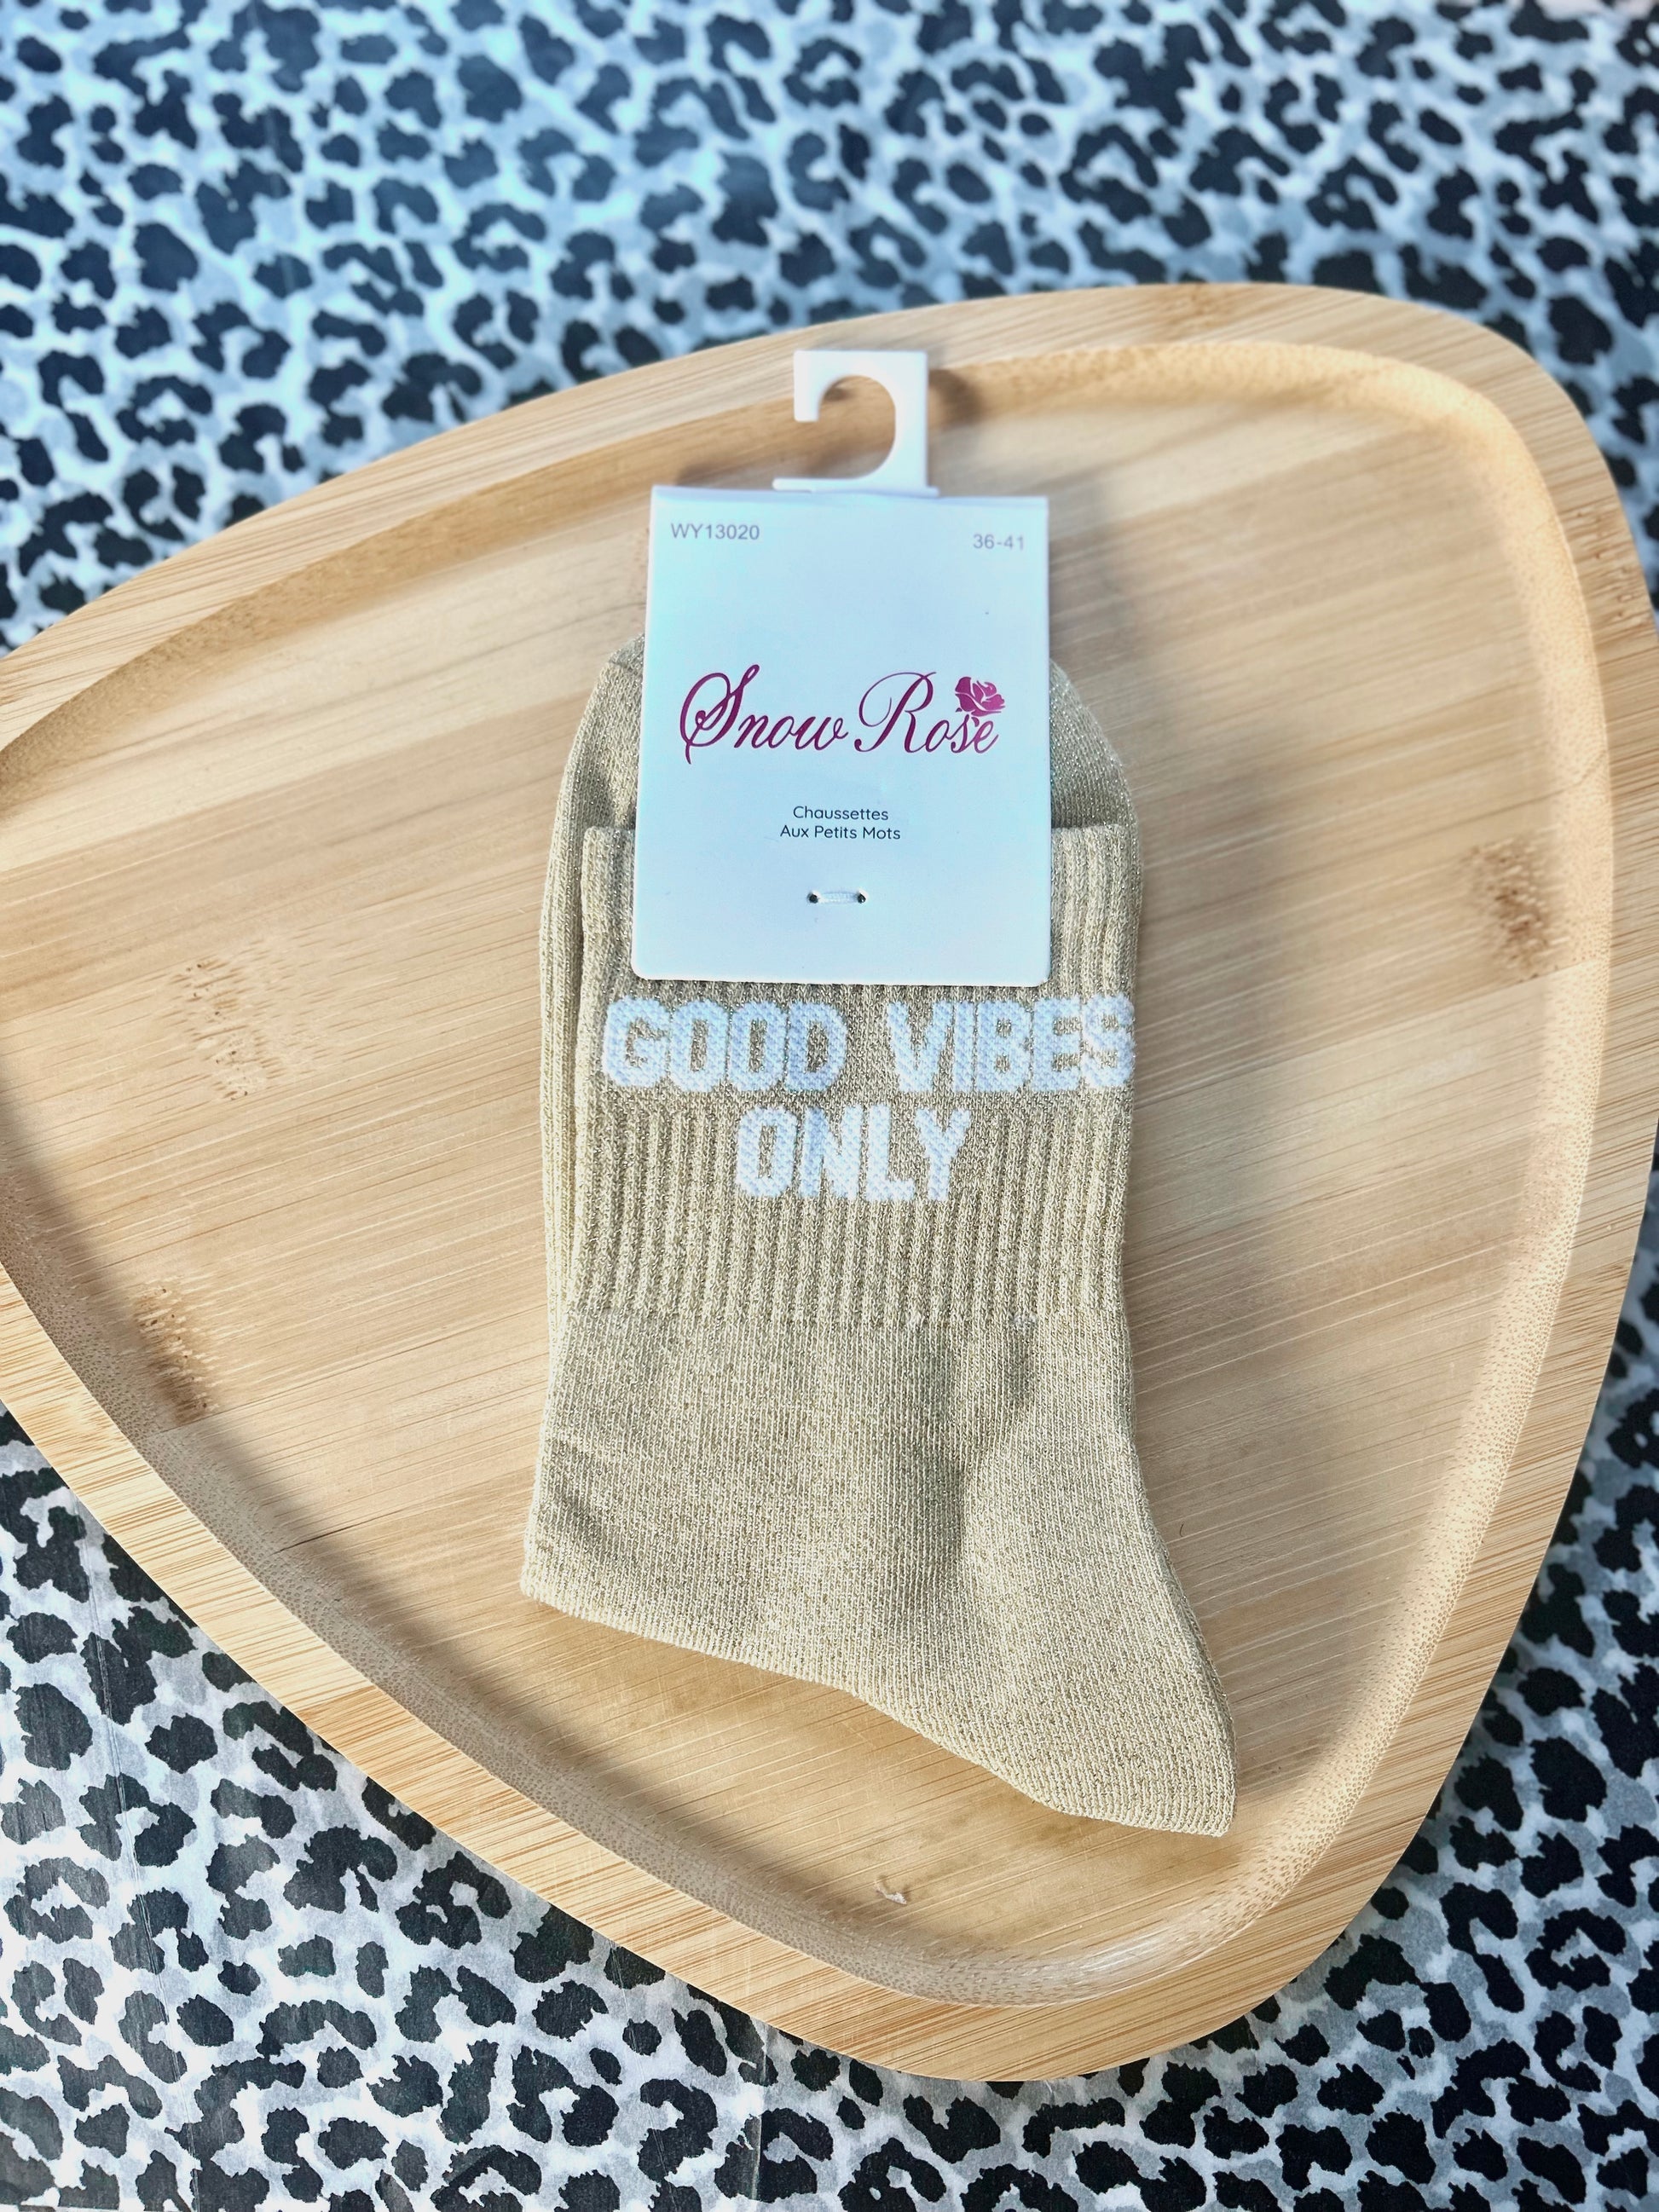 WY13020
36-41
Snow Rose
Chaussettes
Aux Petits Mots
GOOD VIBES
ONLY